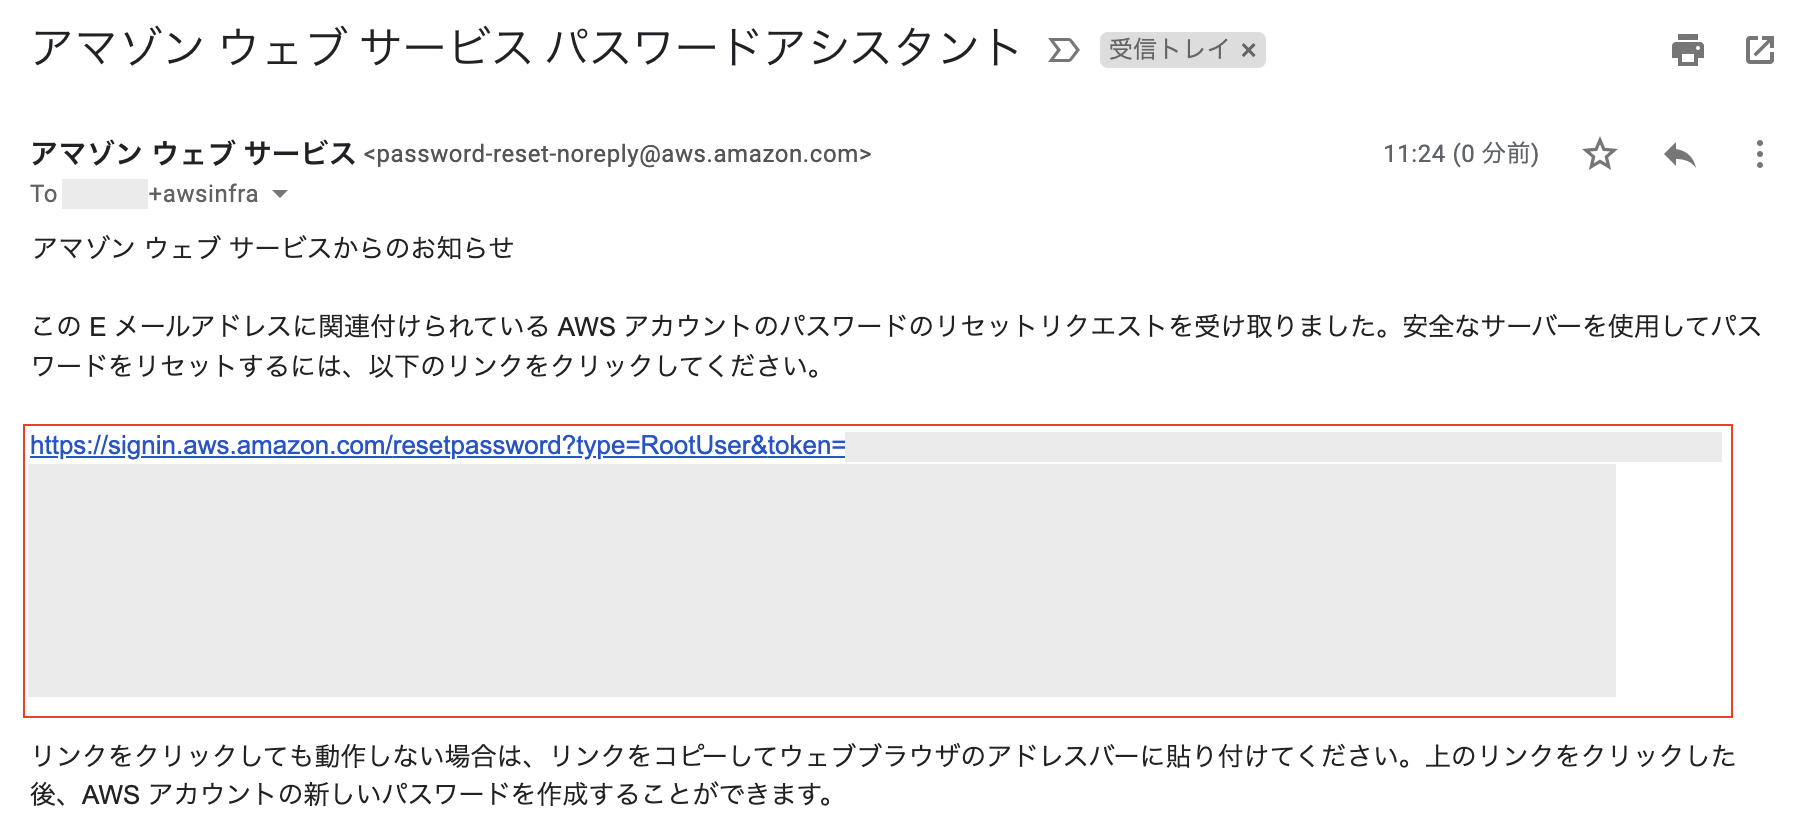 アマゾン ウェブ サービス パスワードアシスタント 受信トレイ ×
アマゾン ウェブ サービス <password-reset-noreply@aws.amazon.com> 11:24 (0 分前)
To +awsinfra
アマゾン ウェブ サービスからのお知らせ
この E メールアドレスに関連付けられている AWS アカウントのパスワードのリセットリクエストを受け取りました。安全なサーバーを使用してパス
ワードをリセットするには、以下のリンクをクリックしてください。
https://signin.aws.amazon.com/resetpassword?type=RootUser&token=
リンクをクリックしても動作しない場合は、リンクをコピーしてウェブブラウザのアドレスバーに貼り付けてください。上のリンクをクリックした
後、AWS アカウントの新しいパスワードを作成することができます。